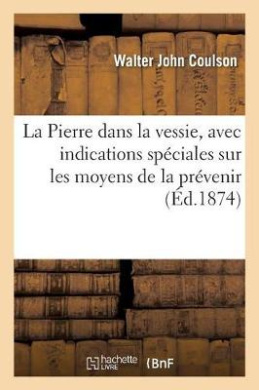 Walter John Coulson
La Pierre dans la vessie, avec
indications spéciales sur
les moyens de la prévenir
(Éd.1874)
hachette
LIVRE
{BnF